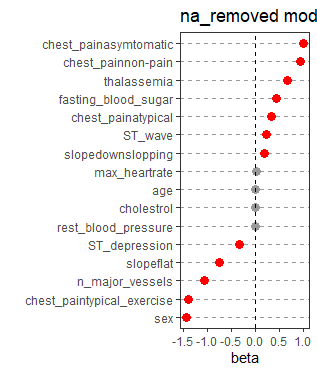 na_removed mod
chest_painasymtomatic
chest_painnon-pain
thalassemia
fasting_blood_sugar
chest_painatypical
ST_wave
slopedownslopping
max_heartrate
age
cholestrol
rest_blood_pressure
ST_depression
slopeflat
n_major_vessels
chest_paintypical_exercise
sex
-1.5 -1.0 -0.5 0.0 0.5 1.0
beta